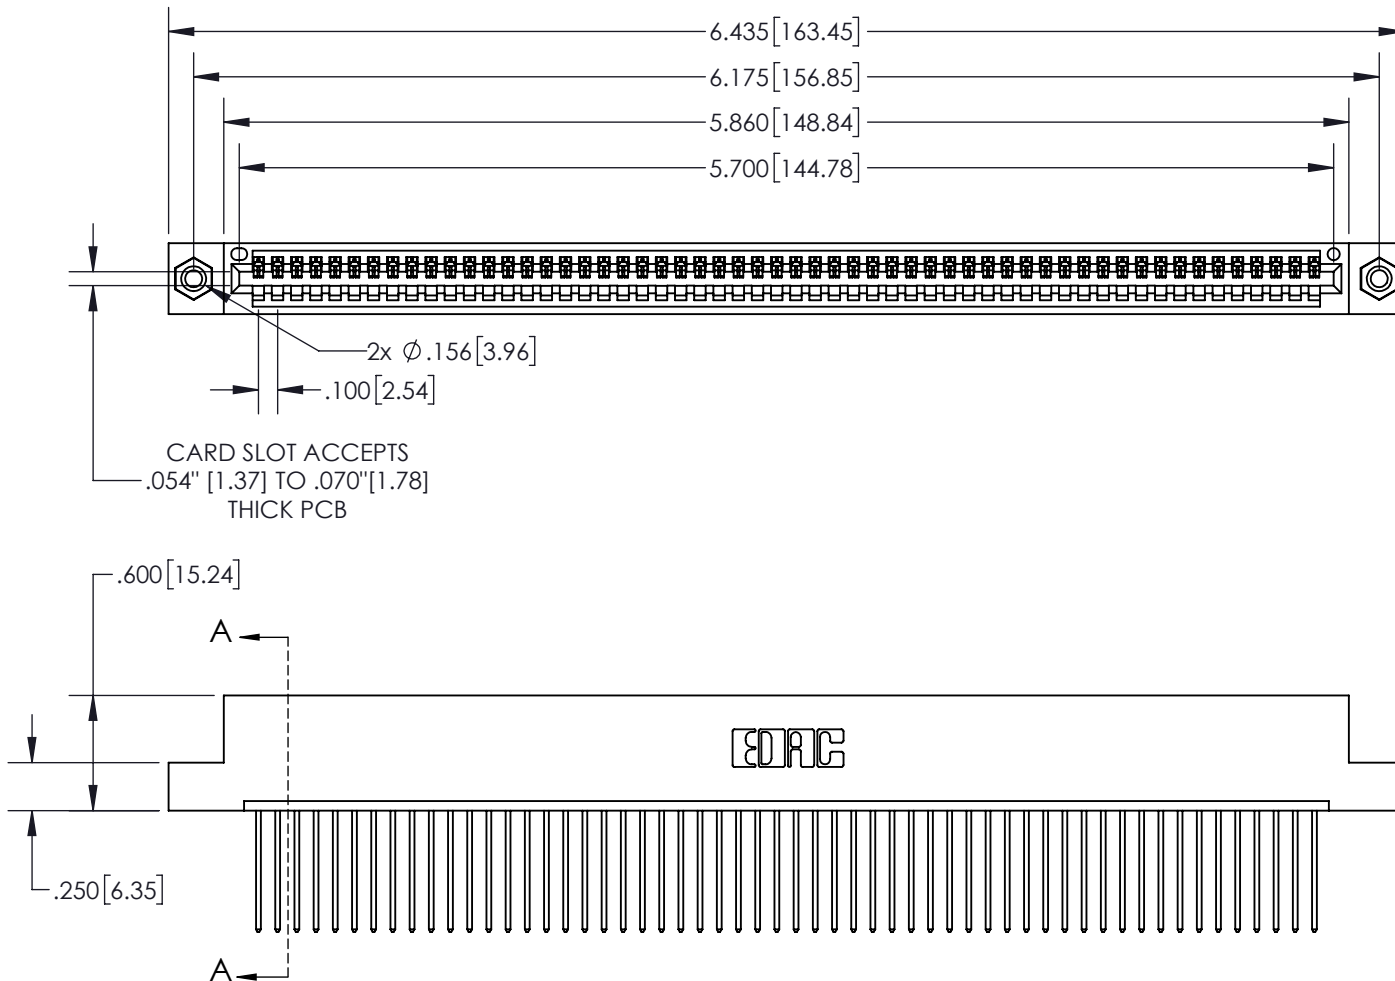 6.435[163.45]
6.175[156.85]
5.860[148.84]
5.700[144.78]
2x Ø.156[3.96]
.100[2.54]
CARD SLOT ACCEPTS
.054" [1.37] TO .070"[1.78]
THICK PCB
.600[15.24]
A
EDAC
.250[6.35]
A